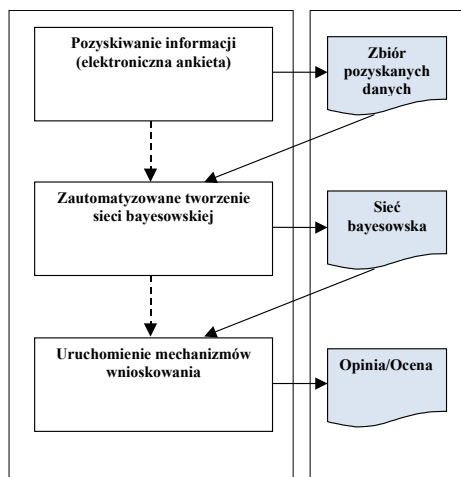 Pozyskiwanie informacji
(elektroniczna ankieta)
Zbiór
pozyskanych
danych
Zautomatyzowane tworzenie
sieci bayesowskiej
Sieć
bayesowska
Uruchomienie mechanizmów
wnioskowania
Opinia/Ocena